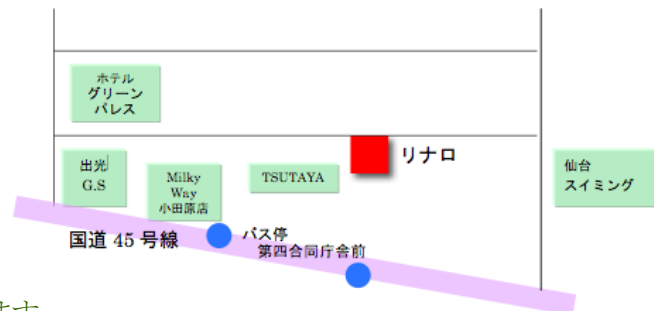 ホテル
グリーン
パレス
出光
G.S
Milky
Way
小田原店
TSUTAYA
リナロ
仙台
スイミング
国道 45 号線
バス停
第四合同庁舎前
ます